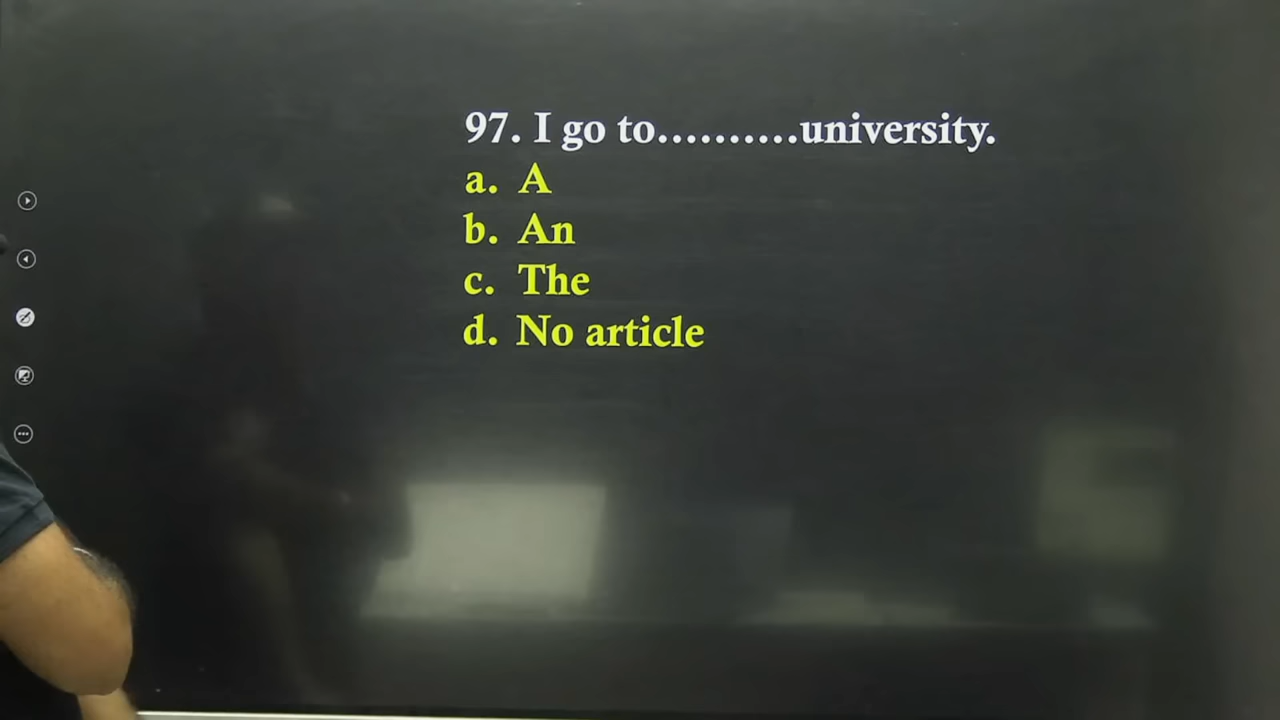 97. I go to..........university.
a. A
b. An
c. The
d. No article